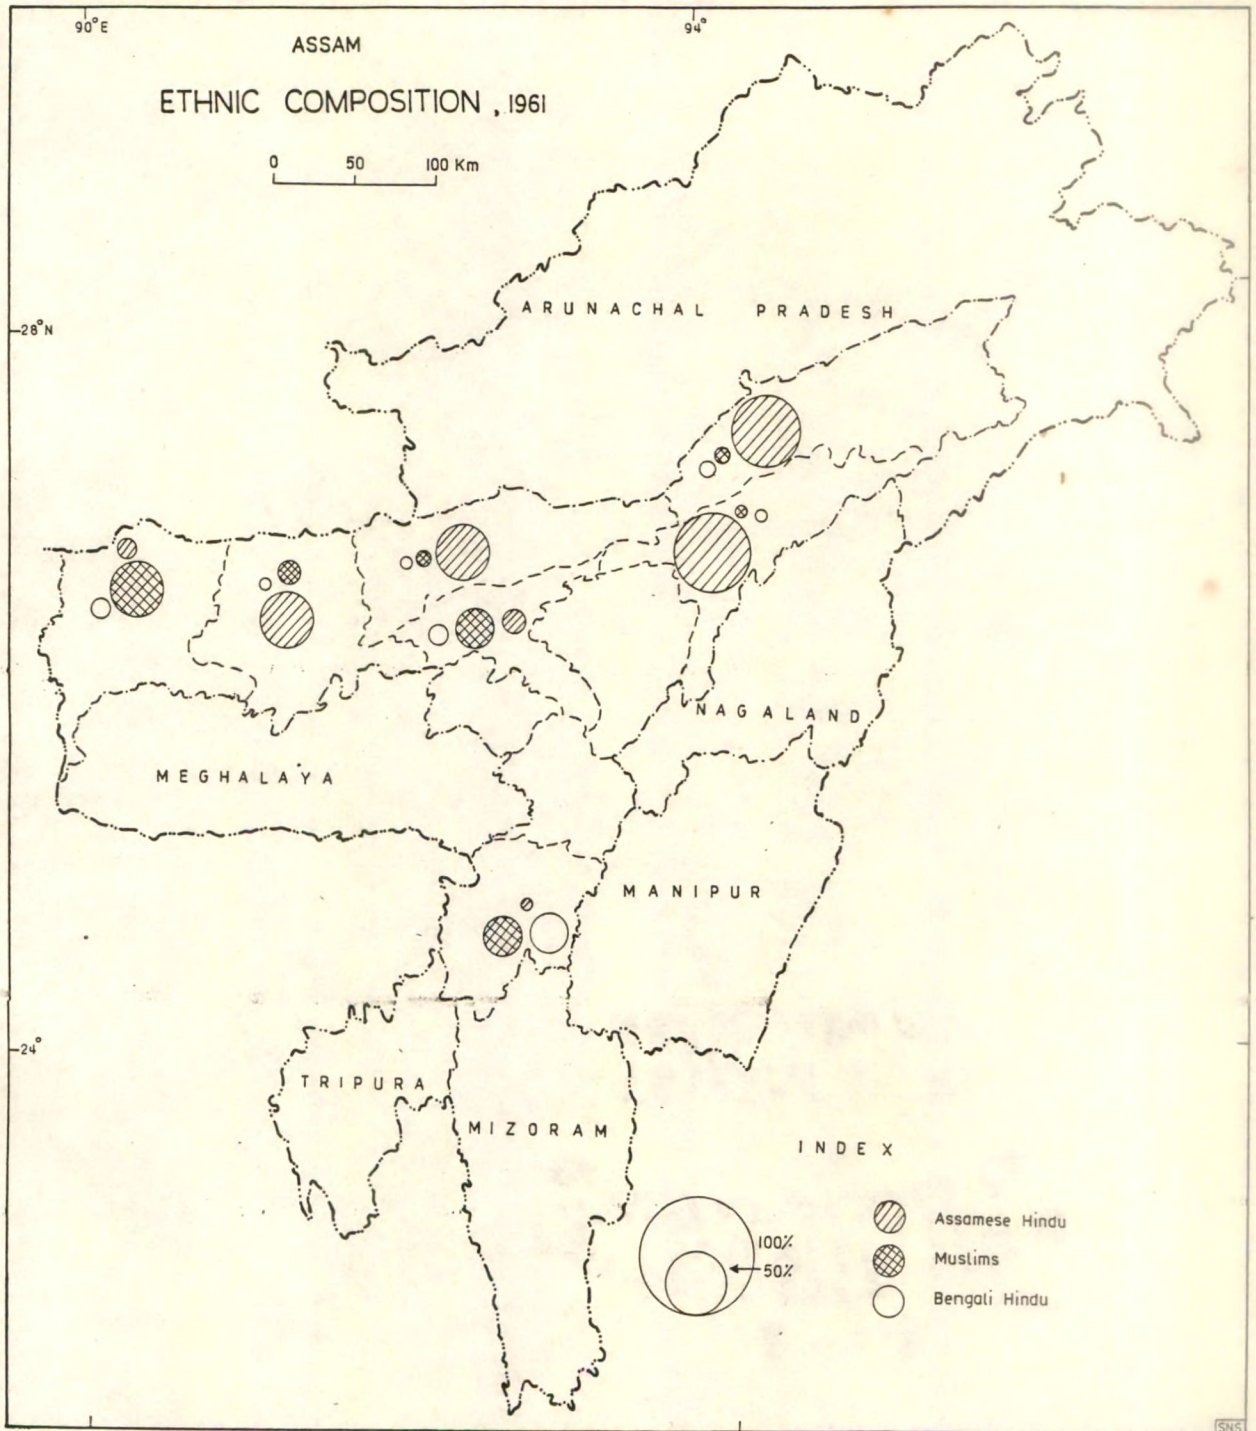 90°E
94°
ASSAM
ETHNIC COMPOSITION, 1961
0 50 100 Km
ARUNACHAL PRADESH
28°N
NAGALAND
MEGHALAYA
MANIPUR
24°
TRIPURA
MIZORAM
INDEX
100%
50%
Assamese Hindu
Muslims
Bengali Hindu
SNS